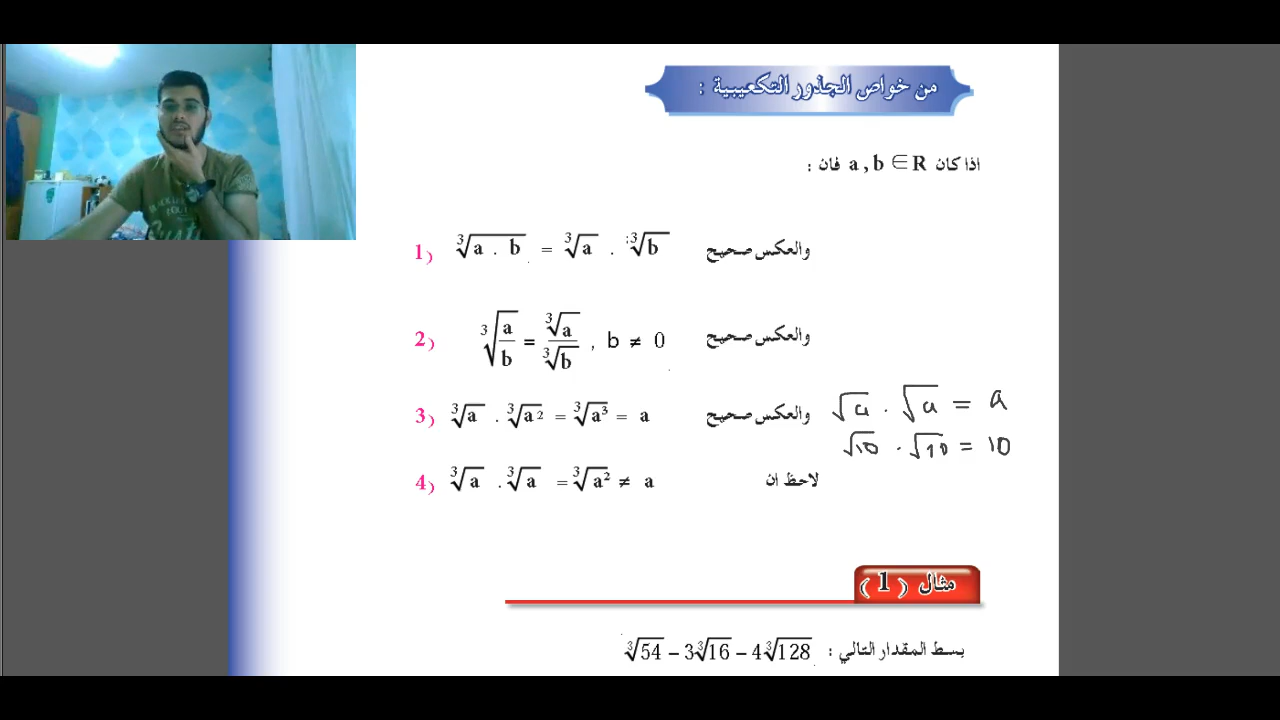 من خواص الجذور التكعيبية :
اذا كان a , b ∈ R فان :
1) ∛(a . b) = ∛a . ∛b والعكس صحيح
2) ∛(a/b) = ∛a/∛b , b ≠ 0 والعكس صحيح
3) ∛a . ∛a² = ∛a³ = a والعكس صحيح
√a . √a = a
√10 . √10 = 10
4) ∛a . ∛a = ∛a² ≠ a لاحظ ان
مثال ( 1 )
بسط المقدار التالي : ∛54 − 3∛16 − 4∛128